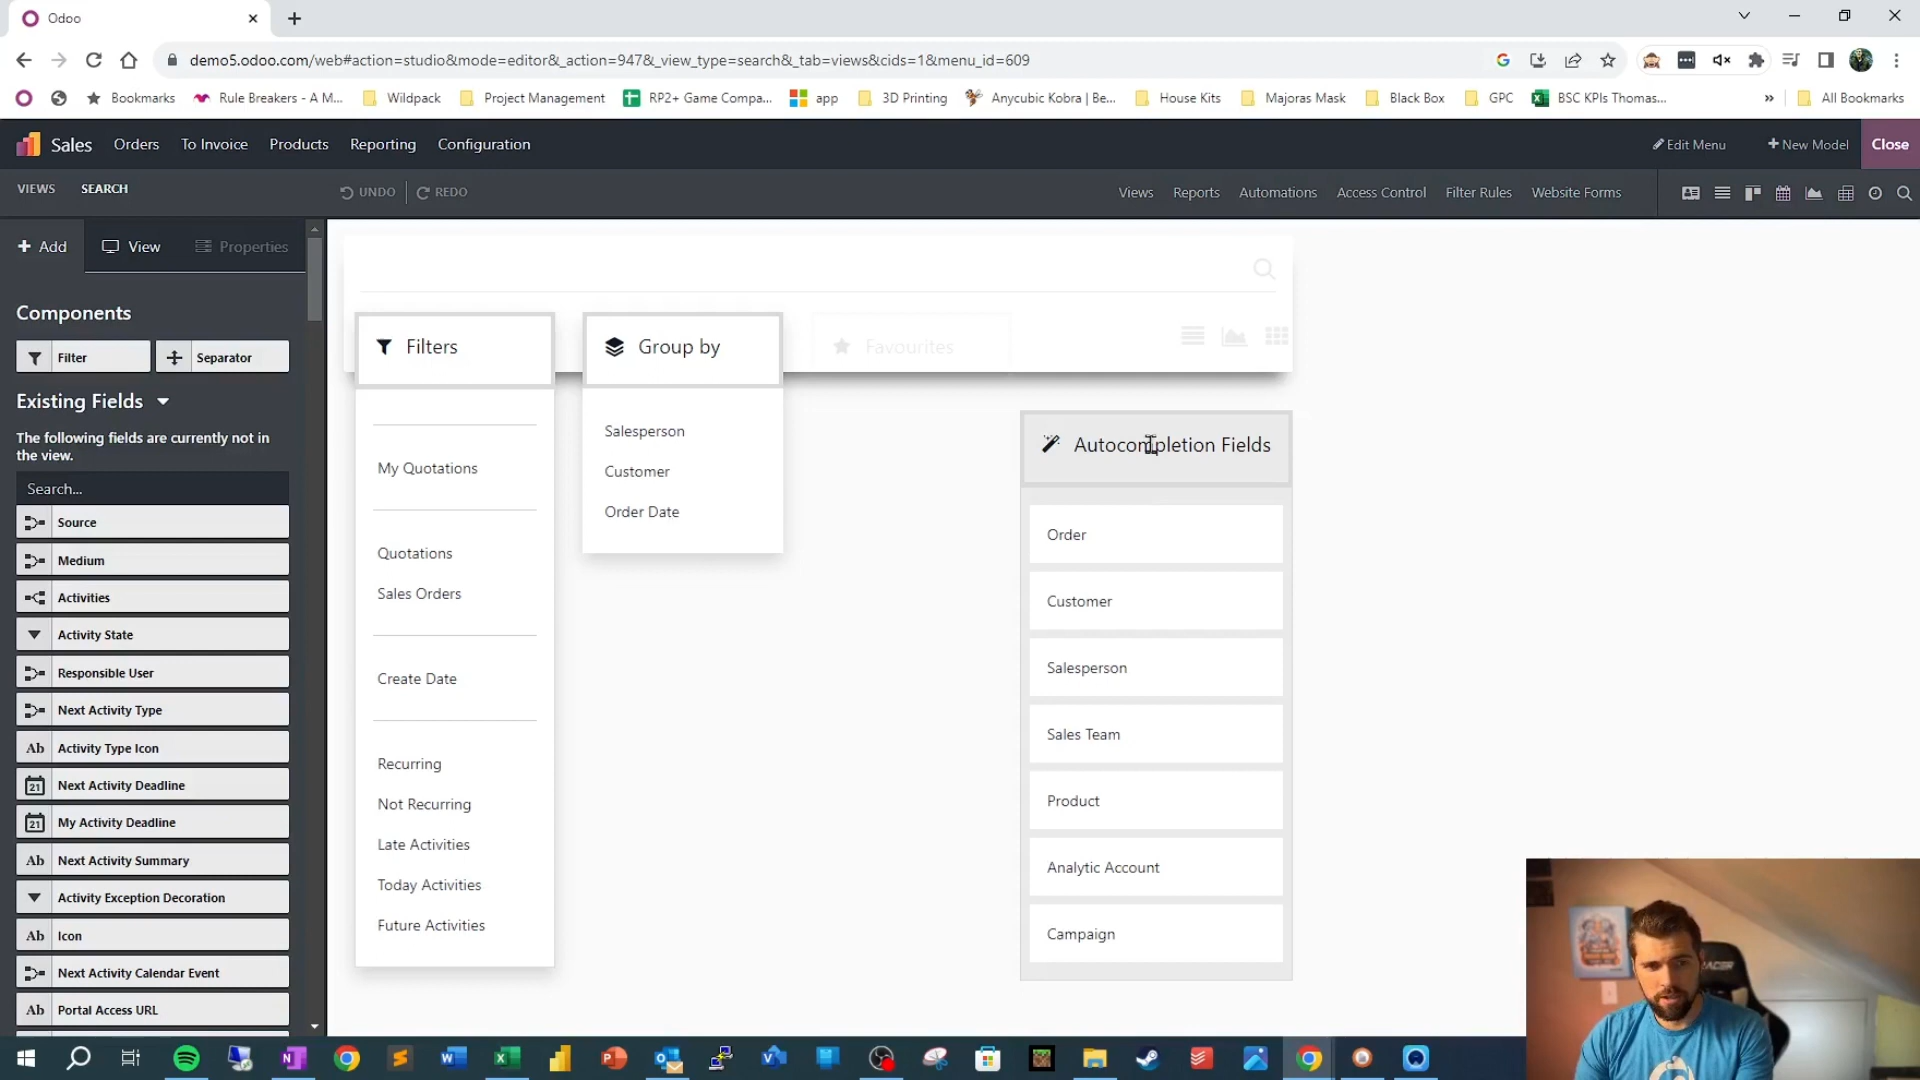 Odoo
demo5.odoo.com/web#action=studio&mode=editor&_action=947&_view_type=search&_tab=views&cids=1&menu_id=609
Bookmarks
Rule Breakers - A M...
Wildpack
Project Management
RP2+ Game Compa...
app
3D Printing
Anycubic Kobra | Be...
House Kits
Majoras Mask
Black Box
GPC
BSC KPIs Thomas...
»
All Bookmarks
Sales
Orders
To Invoice
Products
Reporting
Configuration
Edit Menu
New Model
Close
VIEWS
SEARCH
UNDO
REDO
Views
Reports
Automations
Access Control
Filter Rules
Website Forms
Add
View
Properties
Components
Filter
Separator
Existing Fields
The following fields are currently not in
the view.
Search...
Source
Medium
Activities
Activity State
Responsible User
Next Activity Type
Ab Activity Type Icon
21 Next Activity Deadline
21 My Activity Deadline
Ab Next Activity Summary
Activity Exception Decoration
Ab Icon
Next Activity Calendar Event
Ab Portal Access URL
Filters
My Quotations
Quotations
Sales Orders
Create Date
Recurring
Not Recurring
Late Activities
Today Activities
Future Activities
Group by
Salesperson
Customer
Order Date
Favourites
Autocompletion Fields
Order
Customer
Salesperson
Sales Team
Product
Analytic Account
Campaign